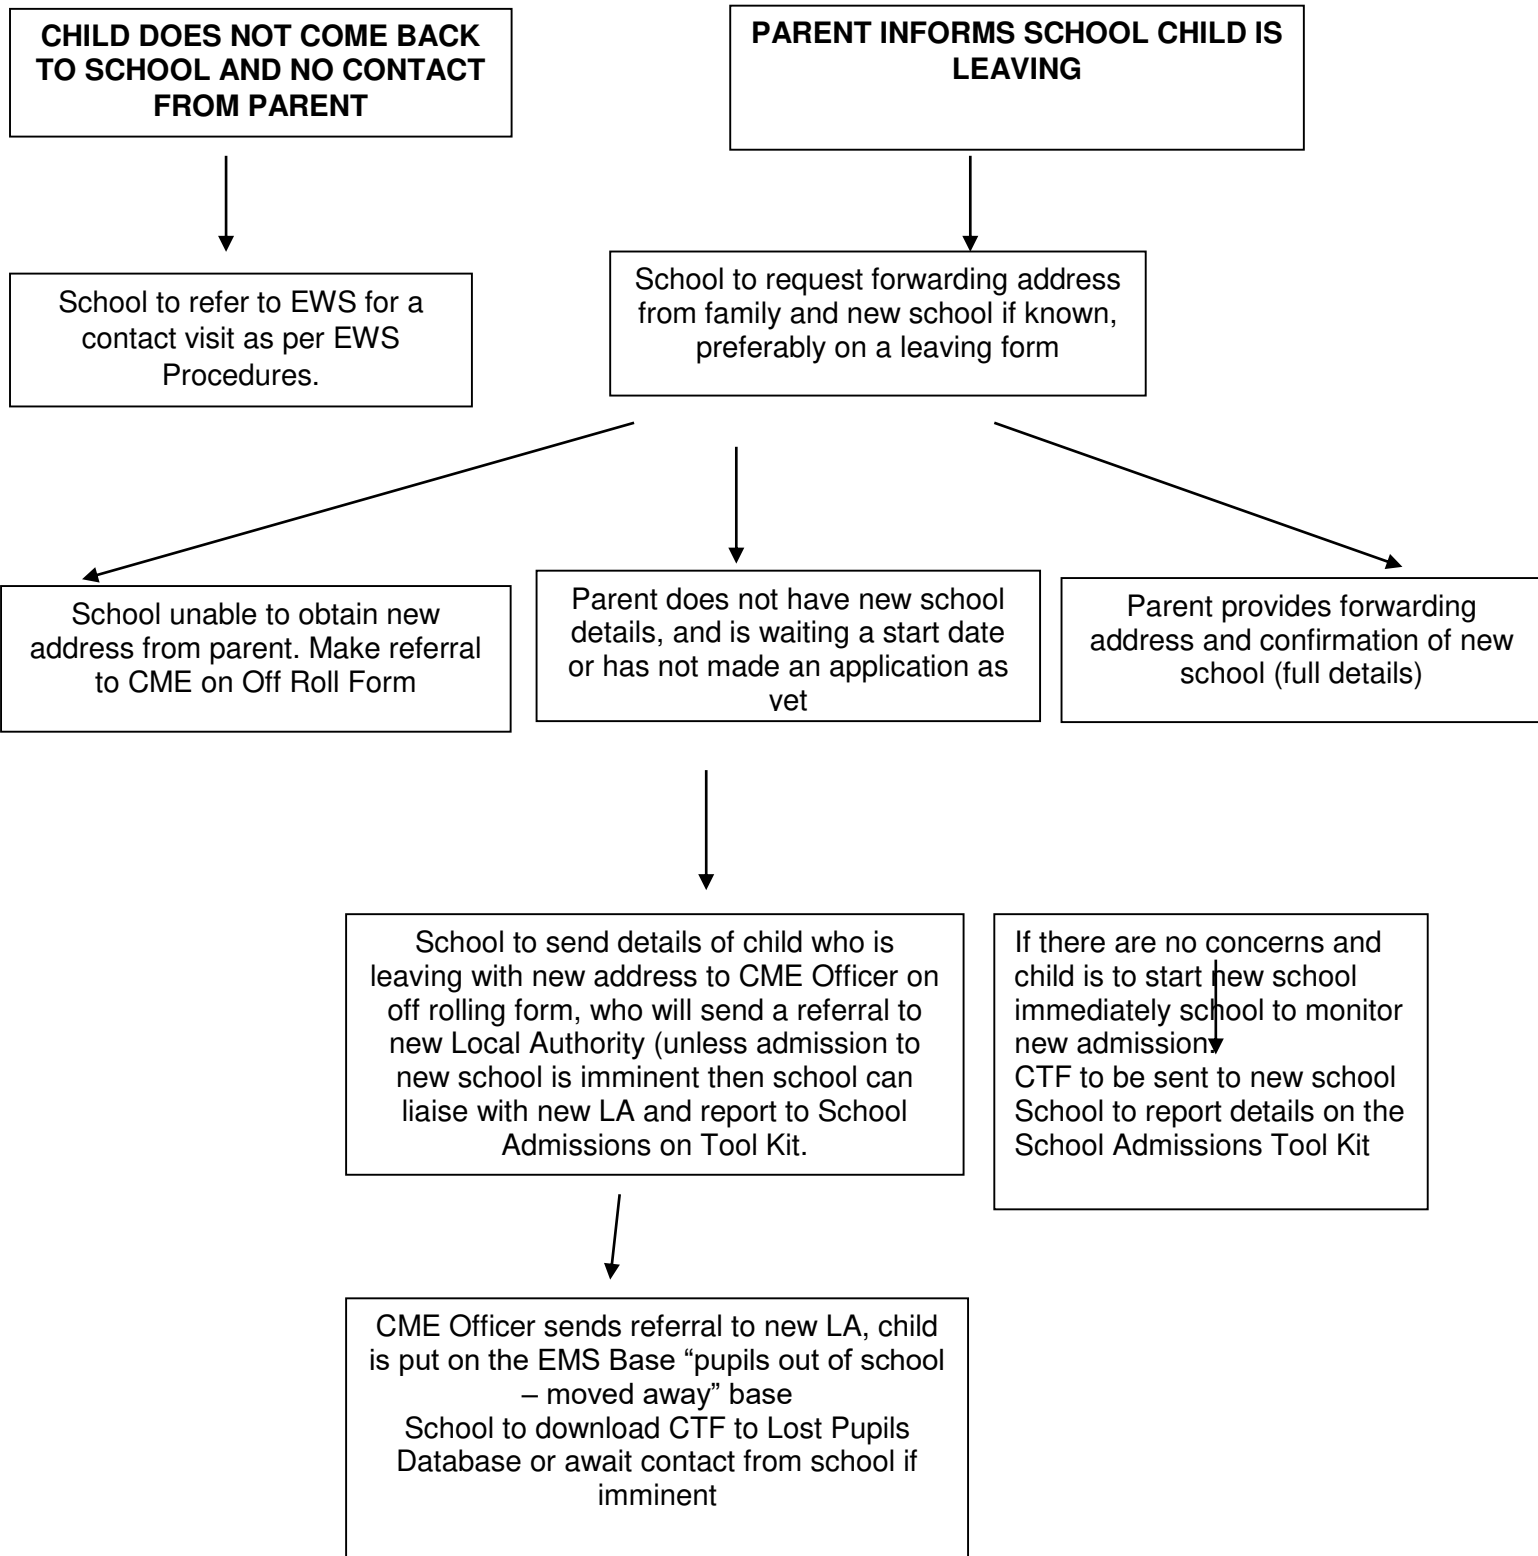 CHILD DOES NOT COME BACK
TO SCHOOL AND NO CONTACT
FROM PARENT
PARENT INFORMS SCHOOL CHILD IS
LEAVING
School to refer to EWS for a
contact visit as per EWS
Procedures.
School to request forwarding address
from family and new school if known,
preferably on a leaving form
School unable to obtain new
address from parent. Make referral
to CME on Off Roll Form
Parent does not have new school
details, and is waiting a start date
or has not made an application as
yet
Parent provides forwarding
address and confirmation of new
school (full details)
School to send details of child who is
leaving with new address to CME Officer on
off rolling form, who will send a referral to
new Local Authority (unless admission to
new school is imminent then school can
liaise with new LA and report to School
Admissions on Tool Kit.
If there are no concerns and
child is to start new school
immediately school to monitor
new admission.
CTF to be sent to new school
School to report details on the
School Admissions Tool Kit
CME Officer sends referral to new LA, child
is put on the EMS Base “pupils out of school
– moved away” base
School to download CTF to Lost Pupils
Database or await contact from school if
imminent